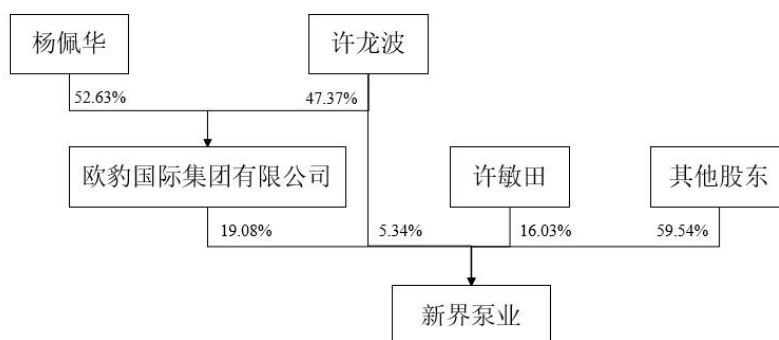 杨佩华
许龙波
52.63%
47.37%
欧豹国际集团有限公司
许敏田
其他股东
19.08%
5.34%
16.03%
59.54%
新界泵业